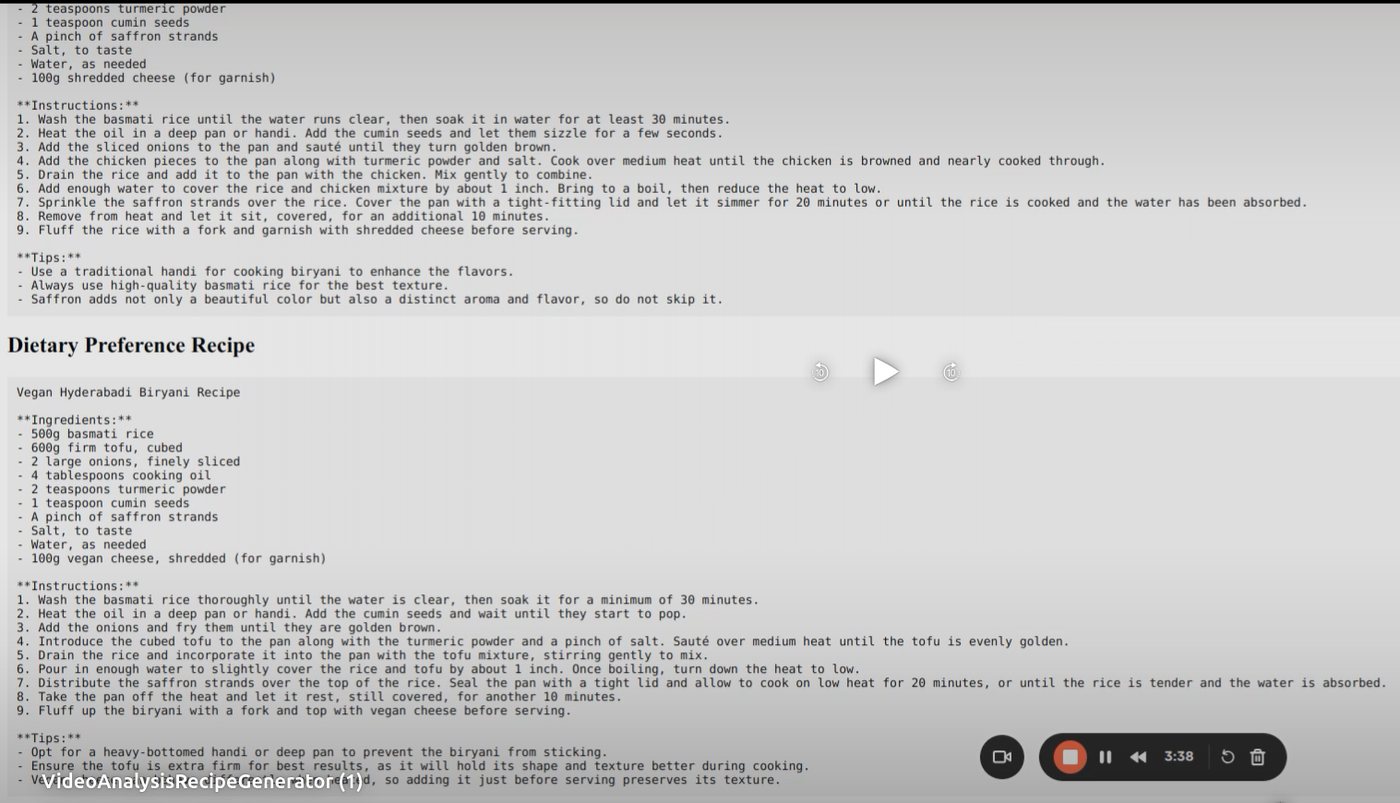 - 2 teaspoons turmeric powder
- 1 teaspoon cumin seeds
- A pinch of saffron strands
- Salt, to taste
- Water, as needed
- 100g shredded cheese (for garnish)
**Instructions:**
1. Wash the basmati rice until the water runs clear, then soak it in water for at least 30 minutes.
2. Heat the oil in a deep pan or handi. Add the cumin seeds and let them sizzle for a few seconds.
3. Add the sliced onions to the pan and sauté until they turn golden brown.
4. Add the chicken pieces to the pan along with turmeric powder and salt. Cook over medium heat until the chicken is browned and nearly cooked through.
5. Drain the rice and add it to the pan with the chicken. Mix gently to combine.
6. Add enough water to cover the rice and chicken mixture by about 1 inch. Bring to a boil, then reduce the heat to low.
7. Sprinkle the saffron strands over the rice. Cover the pan with a tight-fitting lid and let it simmer for 20 minutes or until the rice is cooked and the water has been absorbed.
8. Remove from heat and let it sit, covered, for an additional 10 minutes.
9. Fluff the rice with a fork and garnish with shredded cheese before serving.
**Tips:**
- Use a traditional handi for cooking biryani to enhance the flavors.
- Always use high-quality basmati rice for the best texture.
- Saffron adds not only a beautiful color but also a distinct aroma and flavor, so do not skip it.
Dietary Preference Recipe
10 10
Vegan Hyderabadi Biryani Recipe
**Ingredients:**
- 500g basmati rice
- 600g firm tofu, cubed
- 2 large onions, finely sliced
- 4 tablespoons cooking oil
- 2 teaspoons turmeric powder
- 1 teaspoon cumin seeds
- A pinch of saffron strands
- Salt, to taste
- Water, as needed
- 100g vegan cheese, shredded (for garnish)
**Instructions:**
1. Wash the basmati rice thoroughly until the water is clear, then soak it for a minimum of 30 minutes.
2. Heat the oil in a deep pan or handi. Add the cumin seeds and wait until they start to pop.
3. Add the onions and fry them until they are golden brown.
4. Introduce the cubed tofu to the pan along with the turmeric powder and a pinch of salt. Sauté over medium heat until the tofu is evenly golden.
5. Drain the rice and incorporate it into the pan with the tofu mixture, stirring gently to mix.
6. Pour in enough water to slightly cover the rice and tofu by about 1 inch. Once boiling, turn down the heat to low.
7. Distribute the saffron strands over the top of the rice. Seal the pan with a tight lid and allow to cook on low heat for 20 minutes, or until the rice is tender and the water is absorbed.
8. Take the pan off the heat and let it rest, still covered, for another 10 minutes.
9. Fluff up the biryani with a fork and top with vegan cheese before serving.
**Tips:**
- Opt for a heavy-bottomed handi or deep pan to prevent the biryani from sticking.
- Ensure the tofu is extra firm for best results, as it will hold its shape and texture better during cooking.
so adding it just before serving preserves its texture.
VideoAnalysisRecipeGenerator (1)
3:38